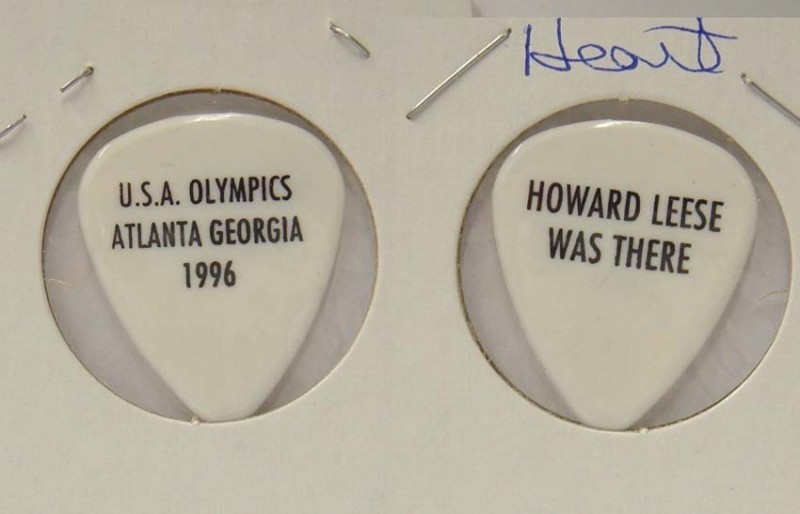 Heart
U.S.A. OLYMPICS
ATLANTA GEORGIA
1996
HOWARD LEESE
WAS THERE